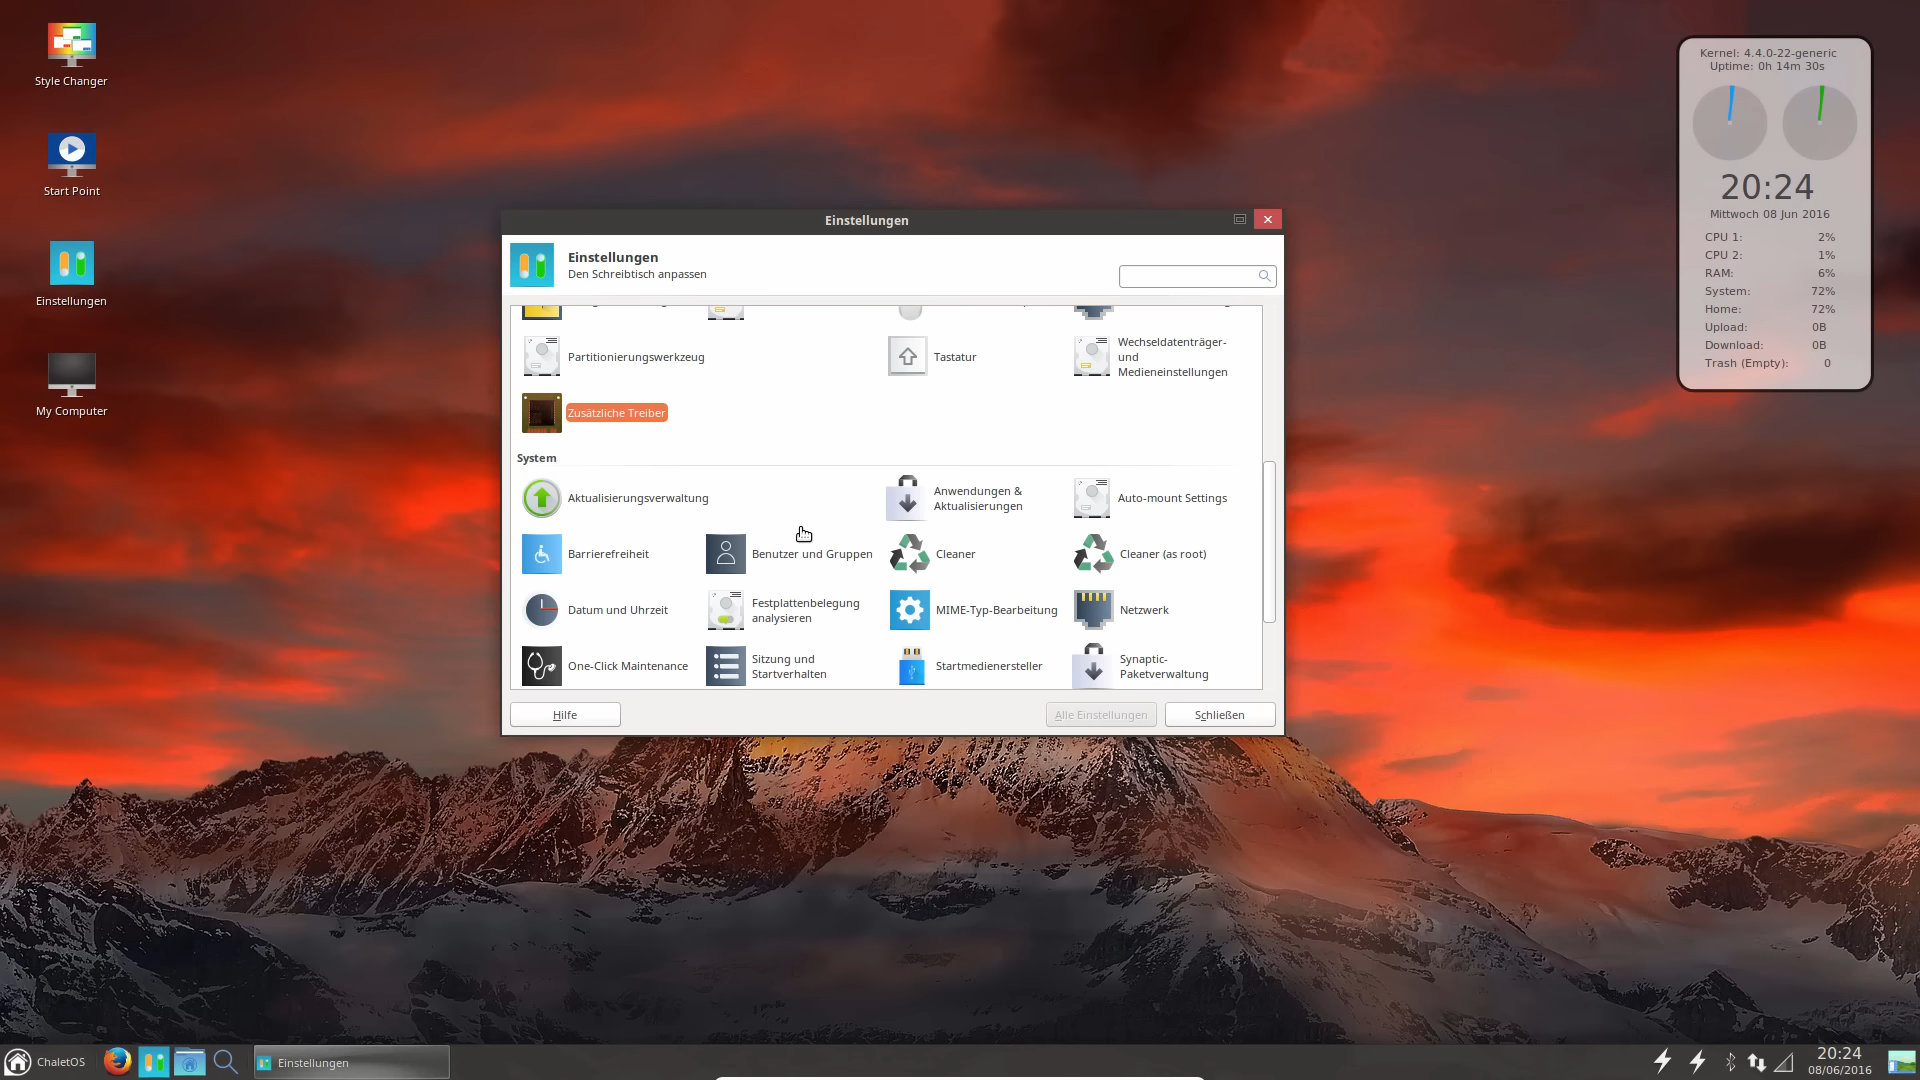 Style Changer
Start Point
Einstellungen
My Computer
Kernel: 4.4.0-22-generic
Uptime: 0h 14m 30s
20:24
Mittwoch 08 Jun 2016
CPU 1: 2%
CPU 2: 1%
RAM: 6%
System: 72%
Home: 72%
Upload: 0B
Download: 0B
Trash (Empty): 0
Einstellungen
Einstellungen
Den Schreibtisch anpassen
Partitionierungswerkzeug
Tastatur
Wechseldatenträger-
und
Medieneinstellungen
Zusätzliche Treiber
System
Aktualisierungsverwaltung
Anwendungen &
Aktualisierungen
Auto-mount Settings
Barrierefreiheit
Benutzer und Gruppen
Cleaner
Cleaner (as root)
Datum und Uhrzeit
Festplattenbelegung
analysieren
MIME-Typ-Bearbeitung
Netzwerk
One-Click Maintenance
Sitzung und
Startverhalten
Startmedienersteller
Synaptic-
Paketverwaltung
Hilfe
Alle Einstellungen
Schließen
ChaletOS
Einstellungen
20:24
08/06/2016